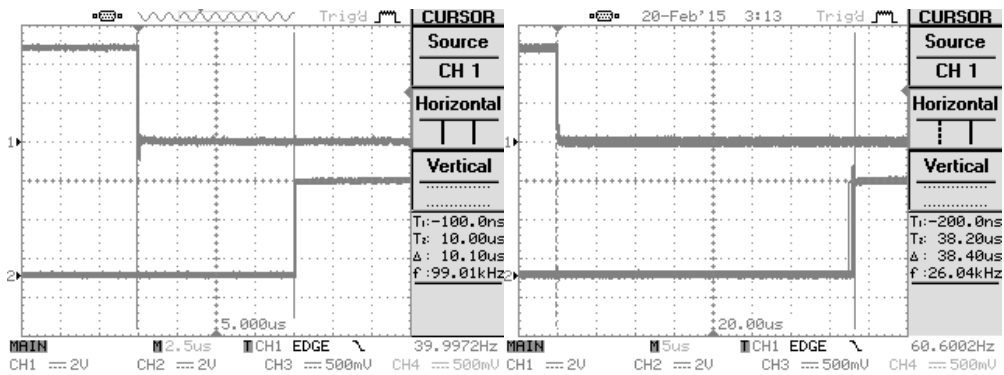 Trig'd CURSOR
Source
CH 1
Horizontal
Vertical
T1:-100.0ns
T2: 10.00us
Δ: 10.10us
f:99.01kHz
1
2
5.000us
MAIN M 2.5us T CH1 EDGE 39.9972Hz
CH1 2V CH2 2V CH3 500mV CH4 500mV
20-Feb'15 3:13 Trig'd CURSOR
Source
CH 1
Horizontal
Vertical
T1:-200.0ns
T2: 38.20us
Δ: 38.40us
f:26.04kHz
1
2
20.00us
MAIN M 5us T CH1 EDGE 60.6002Hz
CH1 2V CH2 2V CH3 500mV CH4 500mV